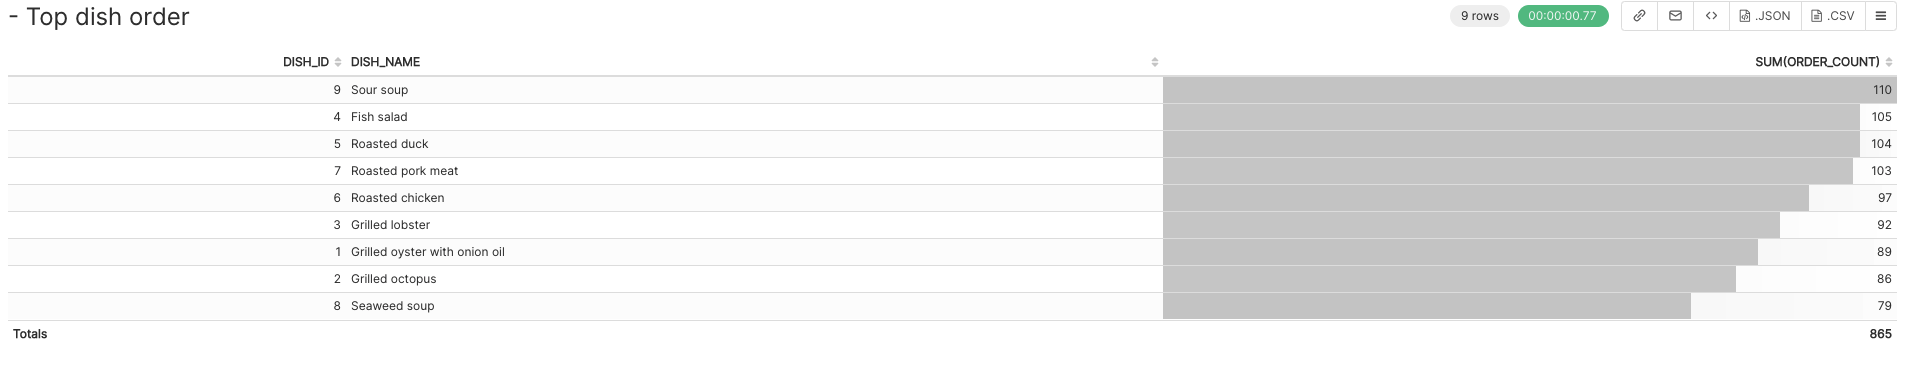 - Top dish order
9 rows 00:00:00.77 .JSON .CSV
DISH_ID DISH_NAME SUM(ORDER_COUNT)
9 Sour soup 110
4 Fish salad 105
5 Roasted duck 104
7 Roasted pork meat 103
6 Roasted chicken 97
3 Grilled lobster 92
1 Grilled oyster with onion oil 89
2 Grilled octopus 86
8 Seaweed soup 79
Totals 865